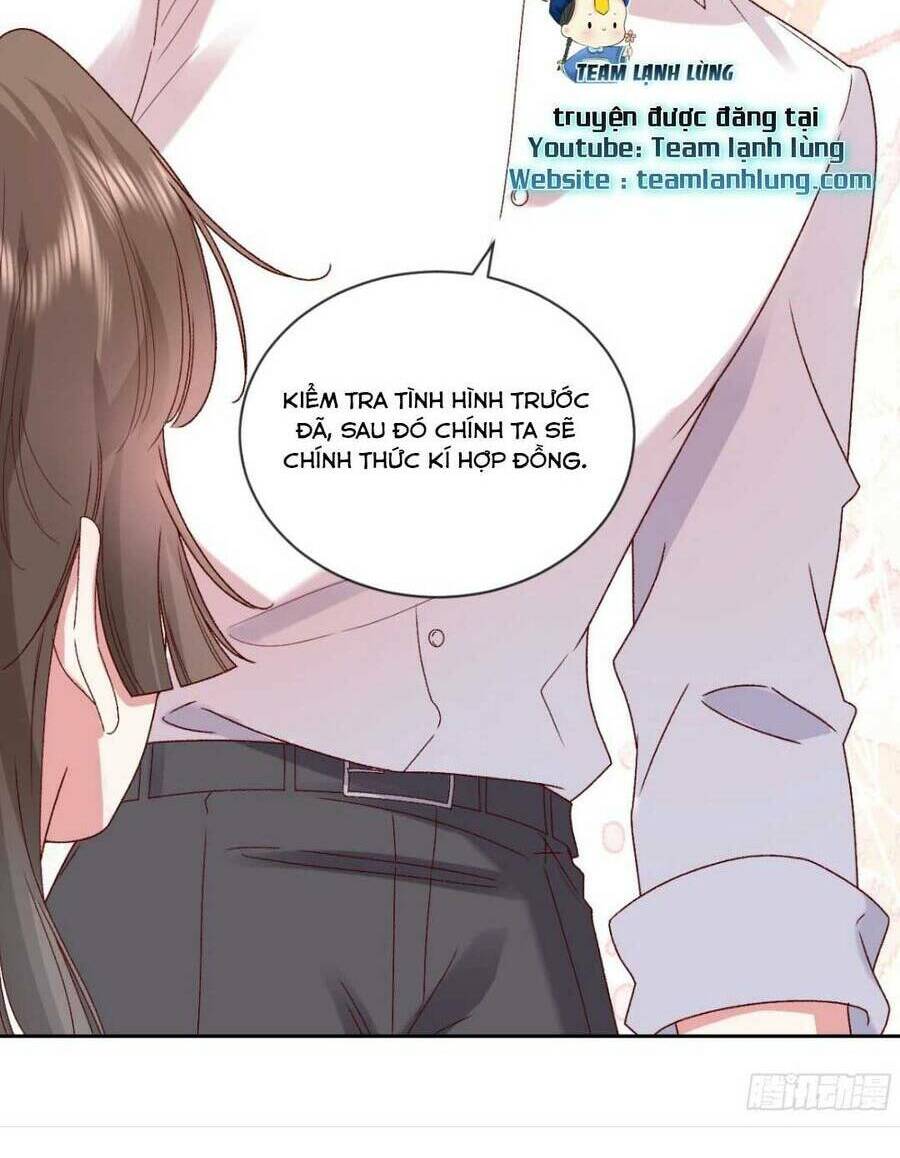 TEAM LẠNH LÙNG
truyện được đăng tại
Youtube: Team lạnh lùng
Website : teamlanhlung.com
KIỂM TRA TÌNH HÌNH TRƯỚC
ĐÃ, SAU ĐÓ CHÍNH TA SẼ
CHÍNH THỨC KÍ HỢP ĐỒNG.
腾讯动漫